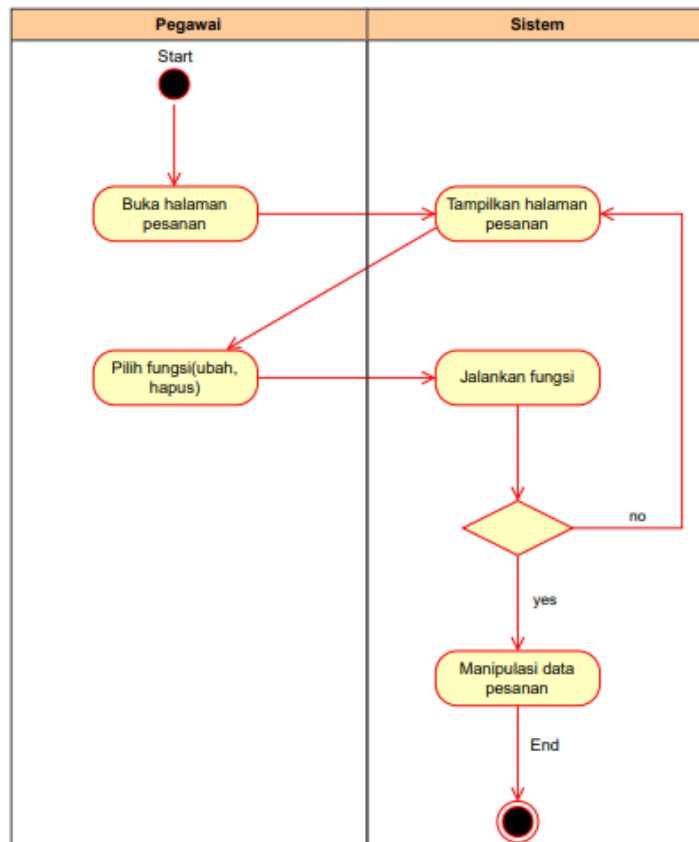 Pegawai
Sistem
Start
Buka halaman
pesanan
Tampilkan halaman
pesanan
Pilih fungsi(ubah,
hapus)
Jalankan fungsi
no
yes
Manipulasi data
pesanan
End